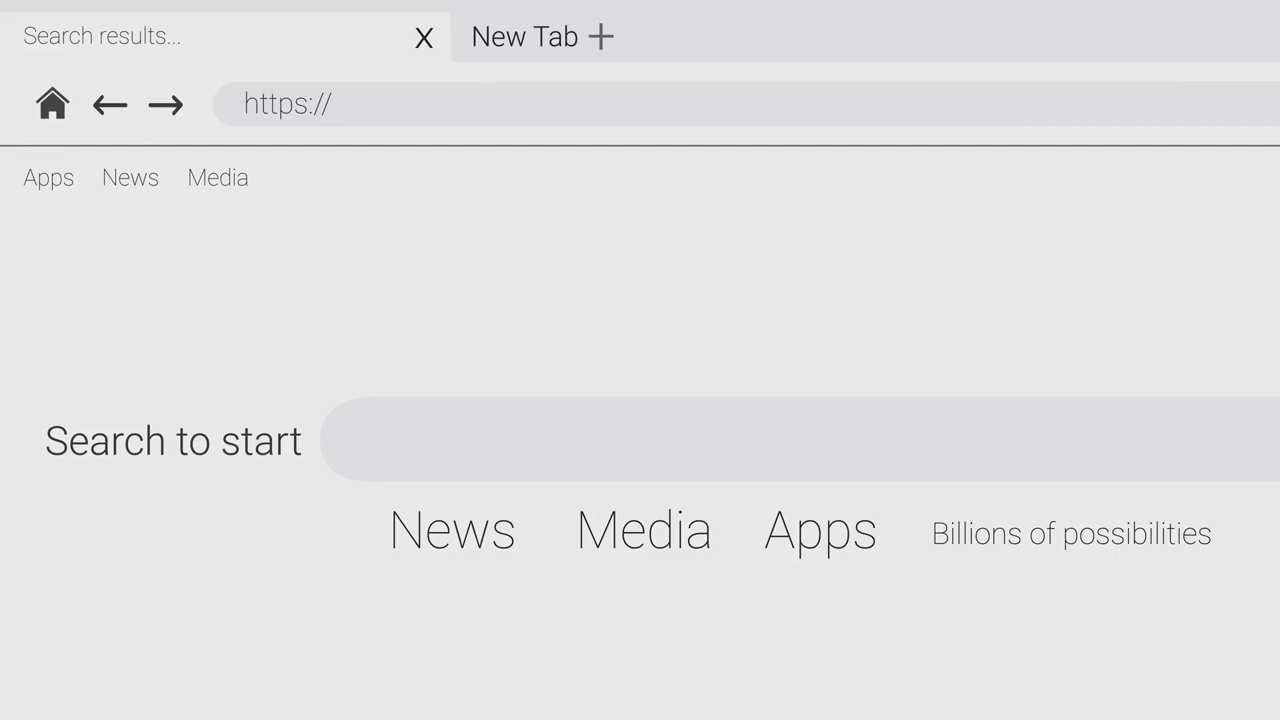 Search results... X New Tab +
https://
Apps News Media
Search to start
News Media Apps Billions of possibilities